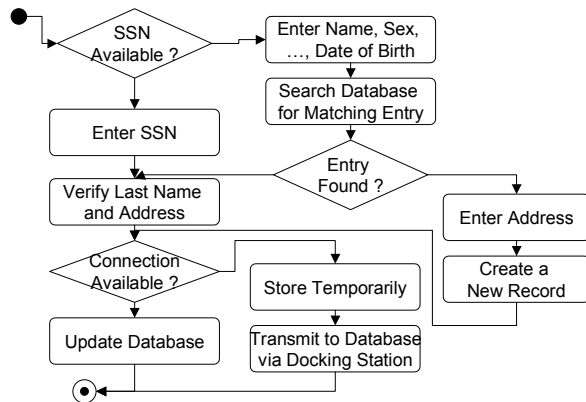 SSN
Available ?
Enter Name, Sex,
…, Date of Birth
Search Database
for Matching Entry
Enter SSN
Entry
Found ?
Verify Last Name
and Address
Enter Address
Connection
Available ?
Create a
New Record
Store Temporarily
Update Database
Transmit to Database
via Docking Station